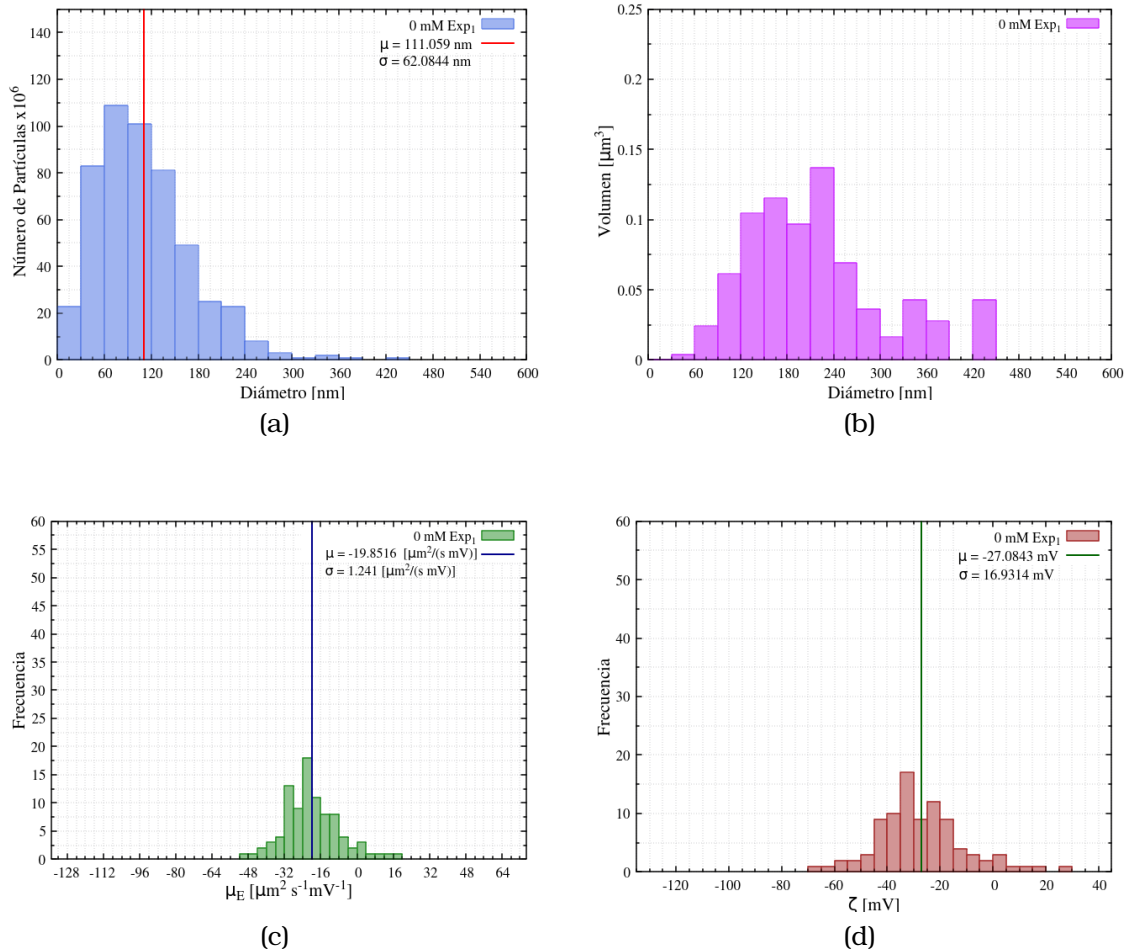 0 mM Exp₁
μ = 111.059 nm
σ = 62.0844 nm
Número de Partículas x10⁶
0
20
40
60
80
100
120
140
0 60 120 180 240 300 360 420 480 540 600
Diámetro [nm]
(a)
0 mM Exp₁
Volumen [μm³]
0
0.05
0.1
0.15
0.2
0.25
0 60 120 180 240 300 360 420 480 540 600
Diámetro [nm]
(b)
0 mM Exp₁
μ = -19.8516 [μm²/(s mV)]
σ = 1.241 [μm²/(s mV)]
Frecuencia
0
5
10
15
20
25
30
35
40
45
50
55
60
-128 -112 -96 -80 -64 -48 -32 -16 0 16 32 48 64
μ_E [μm² s⁻¹mV⁻¹]
(c)
0 mM Exp₁
μ = -27.0843 mV
σ = 16.9314 mV
Frecuencia
0
10
20
30
40
50
60
-120 -100 -80 -60 -40 -20 0 20 40
ζ [mV]
(d)